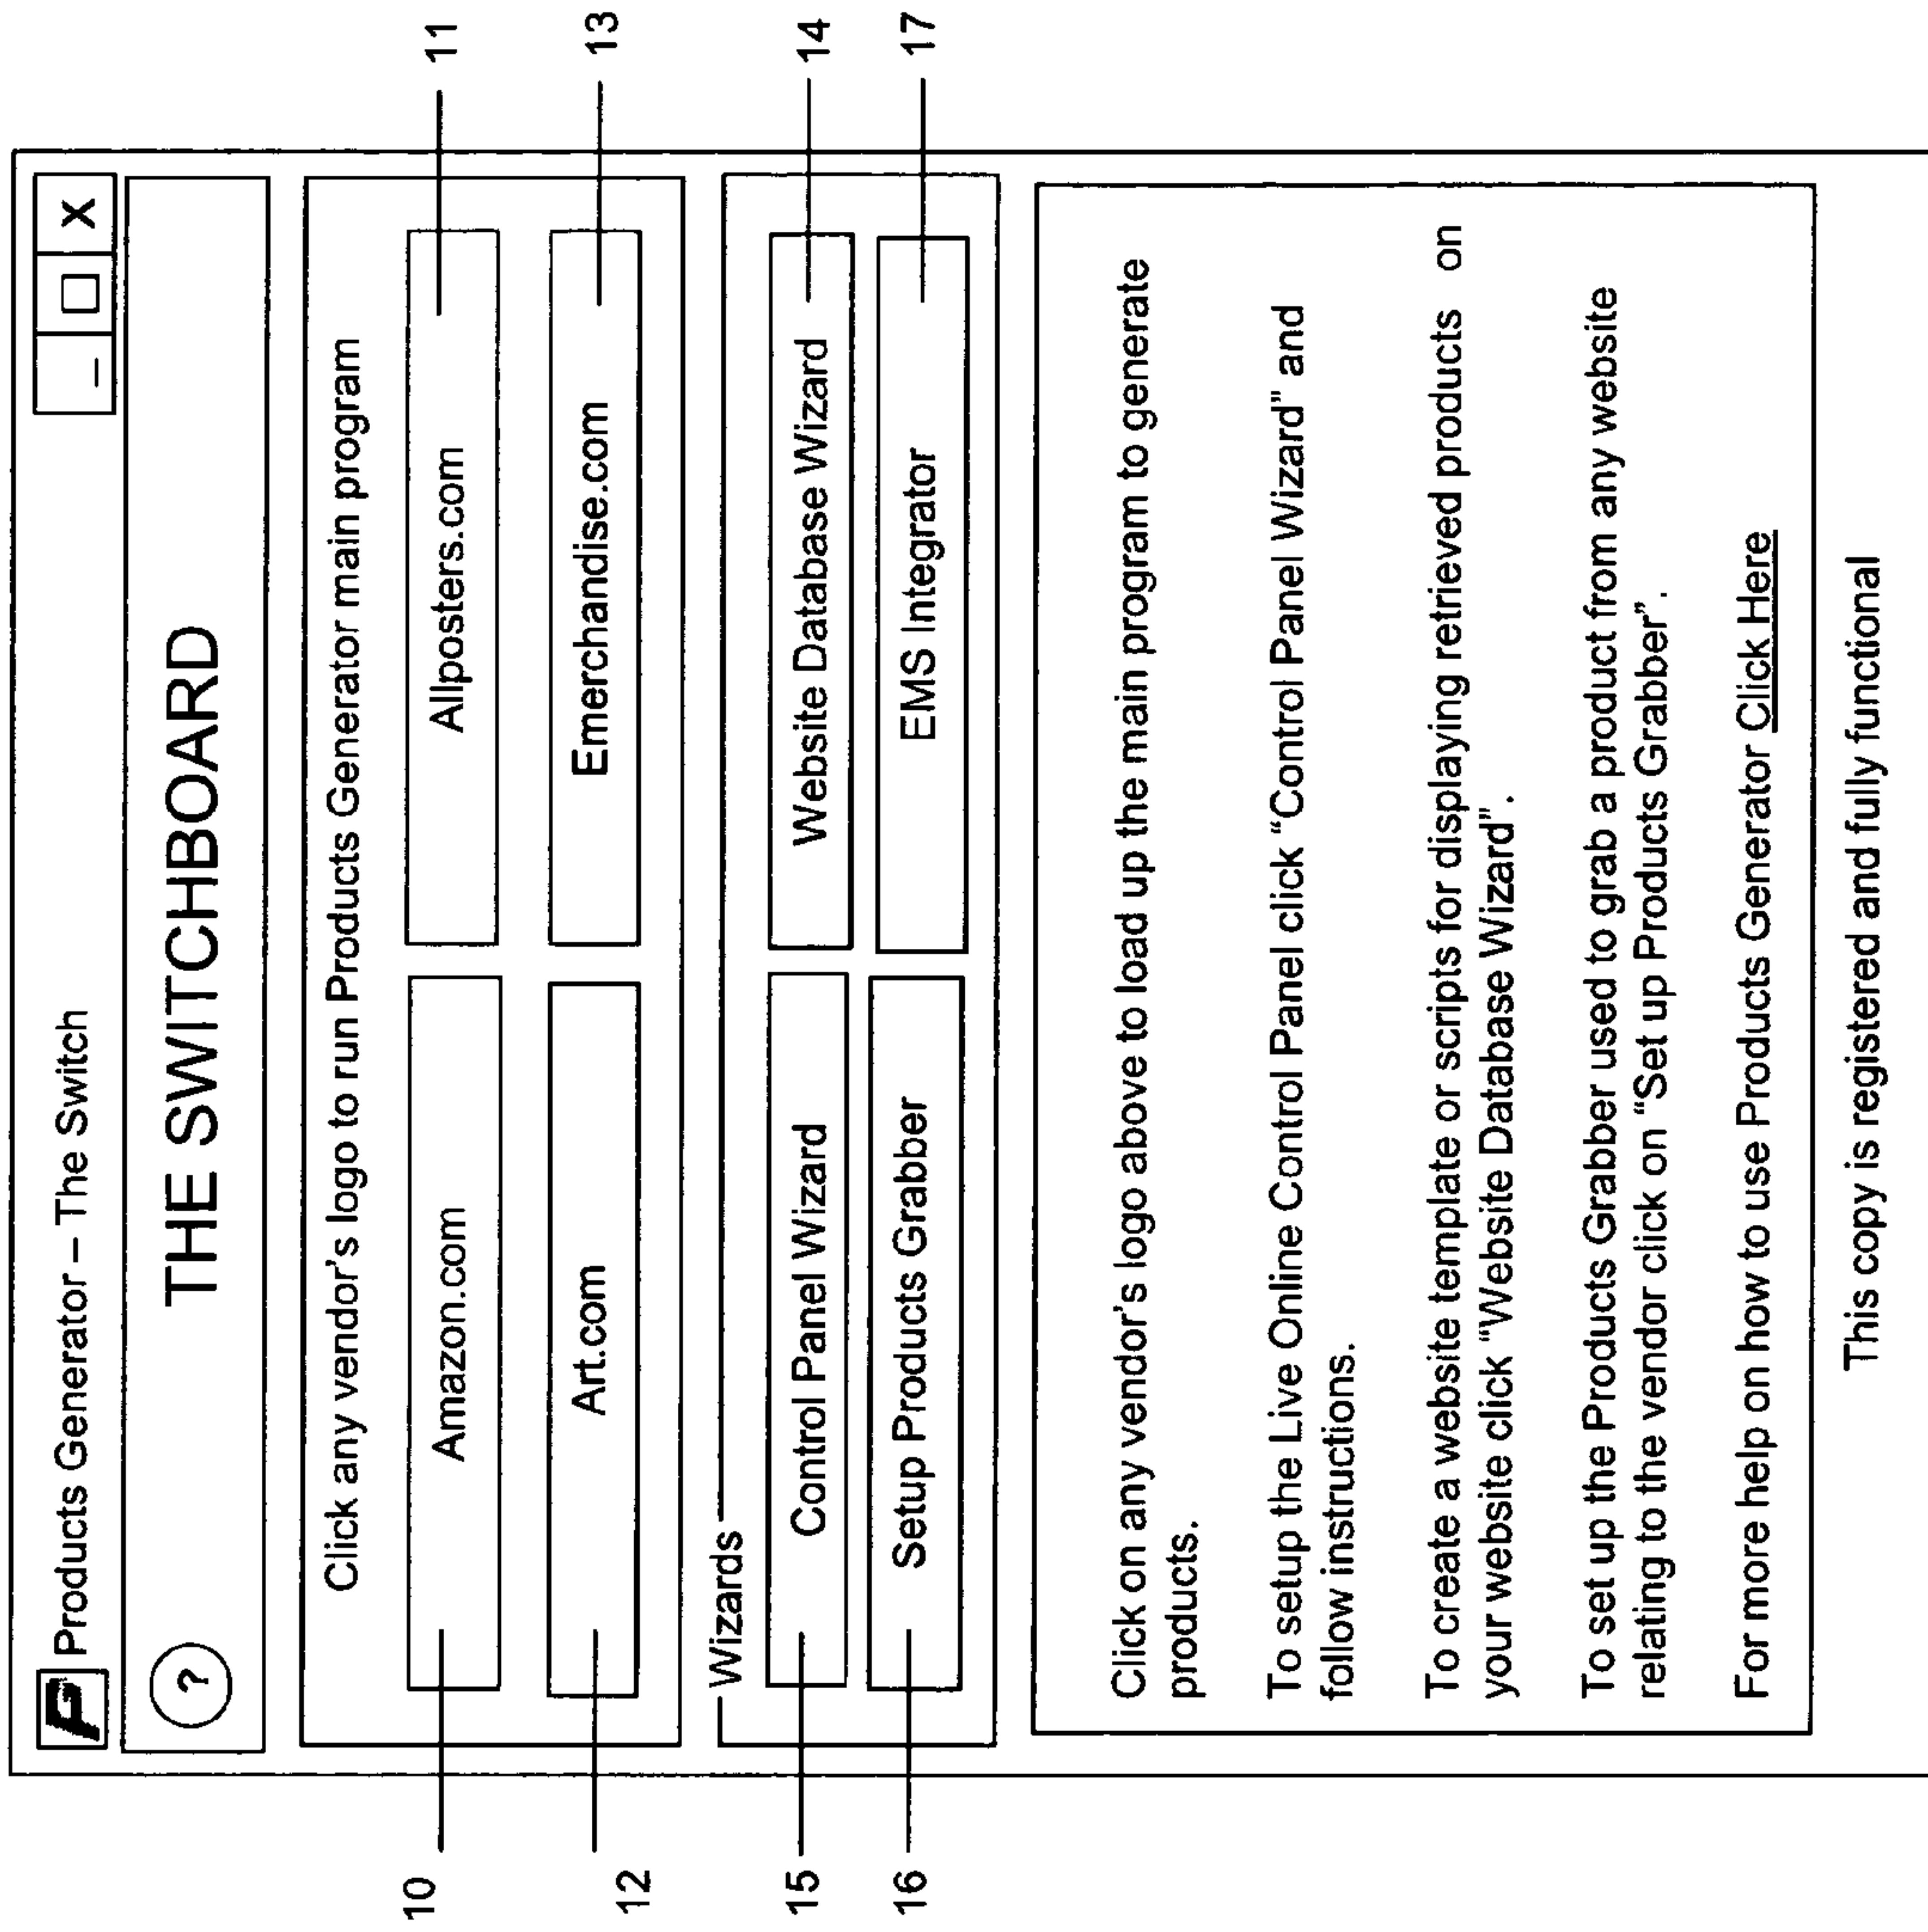 Products Generator – The Switch
– X
?
THE SWITCHBOARD
Click any vendor's logo to run Products Generator main program
10
Amazon.com
Allposters.com
11
12
Art.com
Emerchandise.com
13
Wizards
15
Control Panel Wizard
Website Database Wizard
14
16
Setup Products Grabber
EMS Integrator
17
Click on any vendor's logo above to load up the main program to generate
products.
To setup the Live Online Control Panel click “Control Panel Wizard” and
follow instructions.
To create a website template or scripts for displaying retrieved products on
your website click “Website Database Wizard”.
To set up the Products Grabber used to grab a product from any website
relating to the vendor click on “Set up Products Grabber”.
For more help on how to use Products Generator Click Here
This copy is registered and fully functional